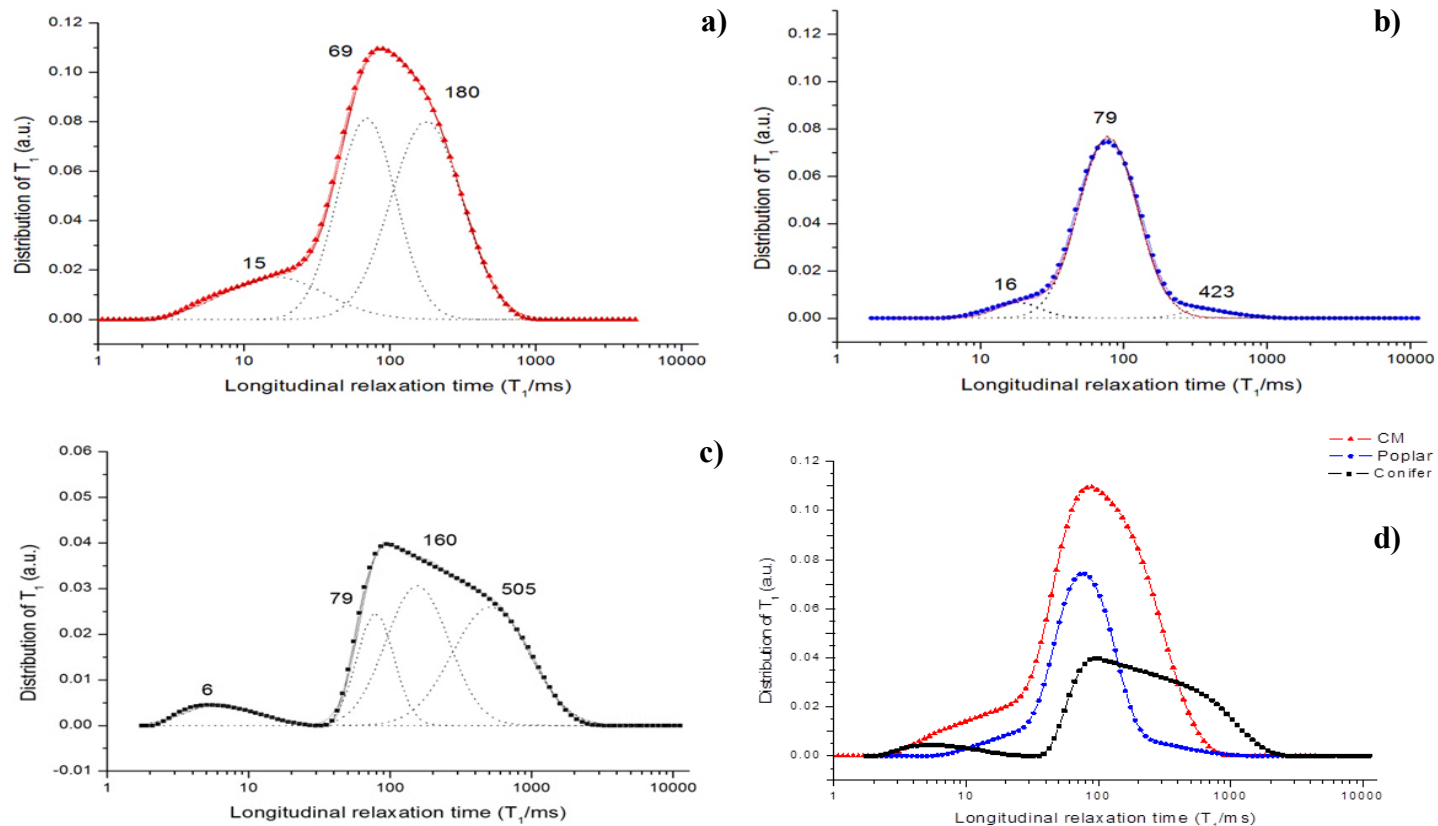 a)
0.12
0.10
0.08
0.06
0.04
0.02
0.00
Distribution of T1 (a.u.)
69
180
15
1 10 100 1000 10000
Longitudinal relaxation time (T1/ms)
b)
0.12
0.10
0.08
0.06
0.04
0.02
0.00
Distribution of T1 (a.u.)
79
16
423
1 10 100 1000 10000
Longitudinal relaxation time (T1/ms)
c)
0.06
0.05
0.04
0.03
0.02
0.01
0.00
-0.01
Distribution of T1 (a.u.)
160
79
505
6
1 10 100 1000 10000
Longitudinal relaxation time (T1/ms)
CM
Poplar
Conifer
d)
0.12
0.10
0.08
0.06
0.04
0.02
0.00
Distribution of T1 (a.u.)
1 10 100 1000 10000
Longitudinal relaxation time (T1/ms)